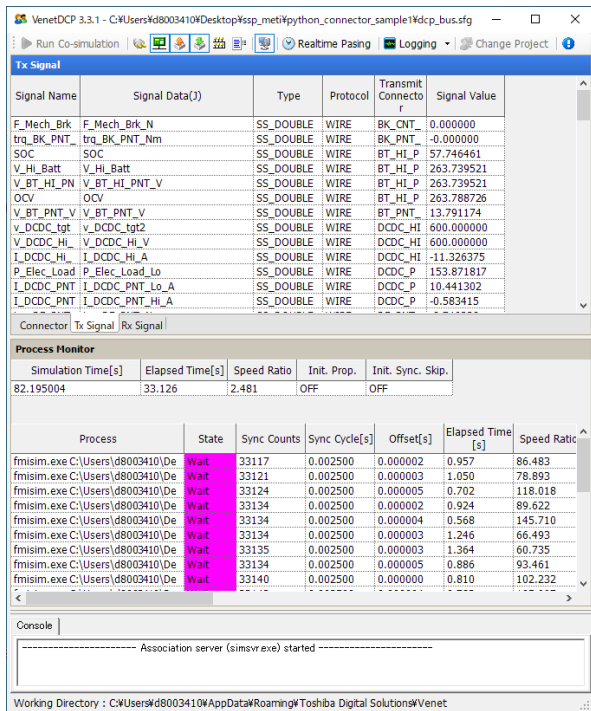 VenetDCP 3.3.1 - C:¥Users¥d8003410¥Desktop¥ssp_meti¥python_connector_sample1¥dcp_bus.sfg
Run Co-simulation Realtime Pasing Logging Change Project
Tx Signal
Signal Name Signal Data(J) Type Protocol Transmit Connector Signal Value
F_Mech_Brk F_Mech_Brk_N SS_DOUBLE WIRE BK_CNT_ 0.000000
trq_BK_PNT_ trq_BK_PNT_Nm SS_DOUBLE WIRE BK_PNT_ -0.000000
SOC SOC SS_DOUBLE WIRE BT_HI_P 57.746461
V_Hi_Batt V_Hi_Batt SS_DOUBLE WIRE BT_HI_P 263.739521
V_BT_HI_PN V_BT_HI_PNT_V SS_DOUBLE WIRE BT_HI_P 263.739521
OCV OCV SS_DOUBLE WIRE BT_HI_P 263.788726
V_BT_PNT_V V_BT_PNT_V SS_DOUBLE WIRE BT_PNT_ 13.791174
v_DCDC_tgt v_DCDC_tgt2 SS_DOUBLE WIRE DCDC_HI 600.000000
V_DCDC_Hi_ V_DCDC_Hi_V SS_DOUBLE WIRE DCDC_HI 600.000000
I_DCDC_Hi_ I_DCDC_Hi_A SS_DOUBLE WIRE DCDC_HI -11.326375
P_Elec_Load P_Elec_Load_Lo SS_DOUBLE WIRE DCDC_P 153.871817
I_DCDC_PNT I_DCDC_PNT_Lo_A SS_DOUBLE WIRE DCDC_P 10.441302
I_DCDC_PNT I_DCDC_PNT_Hi_A SS_DOUBLE WIRE DCDC_P -0.583415
Connector Tx Signal Rx Signal
Process Monitor
Simulation Time[s] Elapsed Time[s] Speed Ratio Init. Prop. Init. Sync. Skip.
82.195004 33.126 2.481 OFF OFF
Process State Sync Counts Sync Cycle[s] Offset[s] Elapsed Time [s] Speed Ratio
fmisim.exe C:\Users\d8003410\De Wait 33117 0.002500 0.000002 0.957 86.483
fmisim.exe C:\Users\d8003410\De Wait 33121 0.002500 0.000003 1.050 78.893
fmisim.exe C:\Users\d8003410\De Wait 33124 0.002500 0.000005 0.702 118.018
fmisim.exe C:\Users\d8003410\De Wait 33134 0.002500 0.000002 0.924 89.622
fmisim.exe C:\Users\d8003410\De Wait 33134 0.002500 0.000004 0.568 145.710
fmisim.exe C:\Users\d8003410\De Wait 33134 0.002500 0.000003 1.246 66.493
fmisim.exe C:\Users\d8003410\De Wait 33135 0.002500 0.000003 1.364 60.735
fmisim.exe C:\Users\d8003410\De Wait 33134 0.002500 0.000005 0.886 93.461
fmisim.exe C:\Users\d8003410\De Wait 33140 0.002500 0.000000 0.810 102.232
Console
---------------------- Association server (simsvr.exe) started ----------------------
Working Directory : C:¥Users¥d8003410¥AppData¥Roaming¥Toshiba Digital Solutions¥Venet